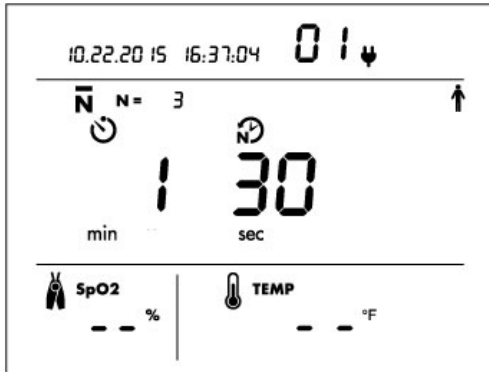 10.22.2015 16:37:04 01
N N = 3
N
1 30
min sec
SpO2 TEMP
-- % -- °F